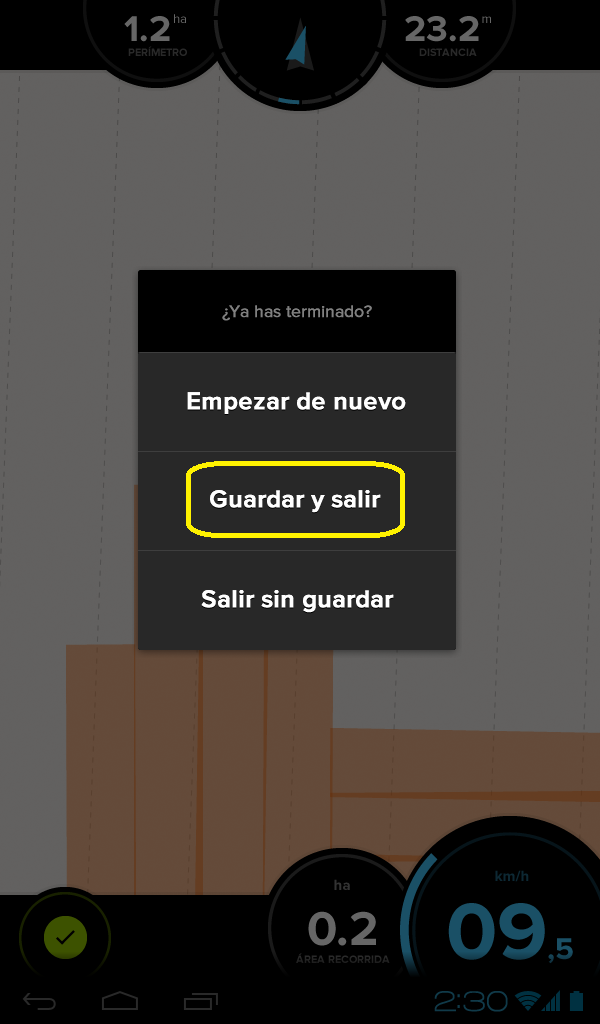 1.2 ha
PERÍMETRO
23.2 m
DISTANCIA
¿Ya has terminado?
Empezar de nuevo
Guardar y salir
Salir sin guardar
ha
0.2
ÁREA RECORRIDA
km/h
09,5
2:30